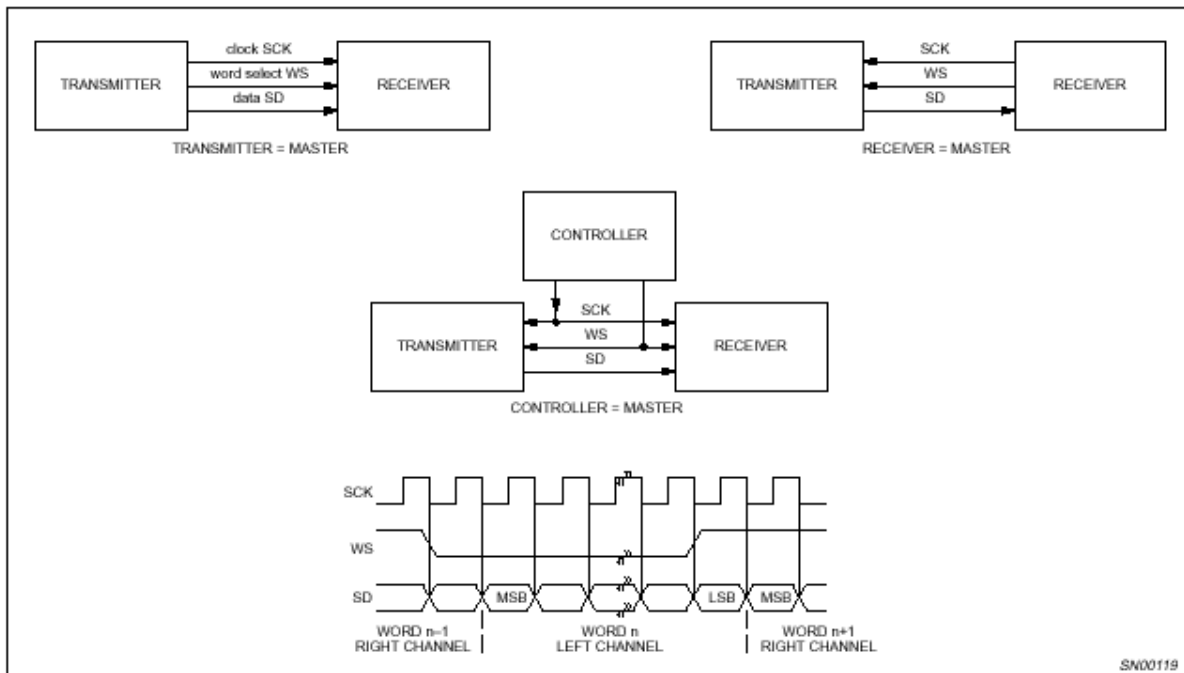 clock SCK
TRANSMITTER
word select WS
RECEIVER
data SD
TRANSMITTER = MASTER
SCK
TRANSMITTER
WS
RECEIVER
SD
RECEIVER = MASTER
CONTROLLER
SCK
TRANSMITTER
WS
RECEIVER
SD
CONTROLLER = MASTER
SCK
WS
SD
MSB
LSB
MSB
WORD n–1
RIGHT CHANNEL
WORD n
LEFT CHANNEL
WORD n+1
RIGHT CHANNEL
SN00119